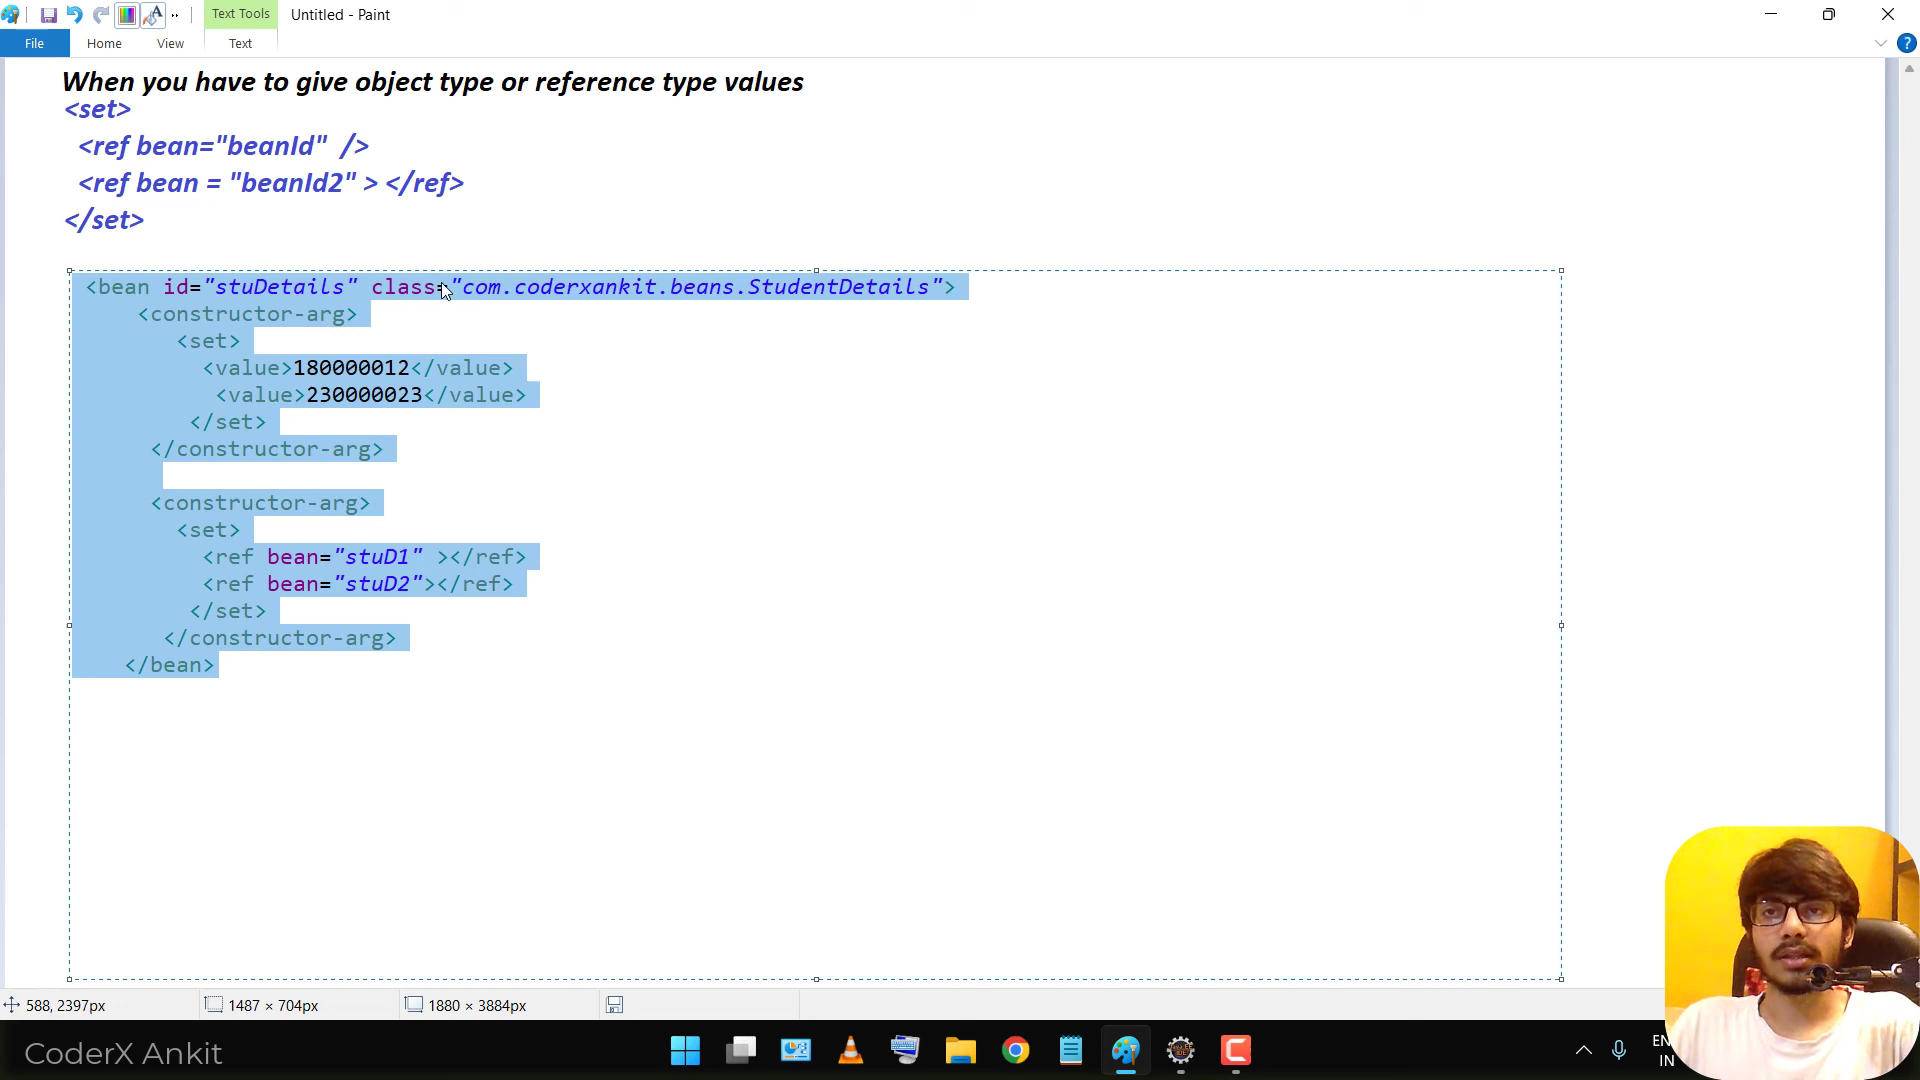 Text Tools
Untitled - Paint
File
Home
View
Text
When you have to give object type or reference type values
<set>
<ref bean="beanId" />
<ref bean = "beanId2" > </ref>
</set>
<bean id="stuDetails" class="com.coderxankit.beans.StudentDetails">
<constructor-arg>
<set>
<value>180000012</value>
<value>230000023</value>
</set>
</constructor-arg>
<constructor-arg>
<set>
<ref bean="stuD1" ></ref>
<ref bean="stuD2"></ref>
</set>
</constructor-arg>
</bean>
588, 2397px
1487 × 704px
1880 × 3884px
CoderX Ankit
IN